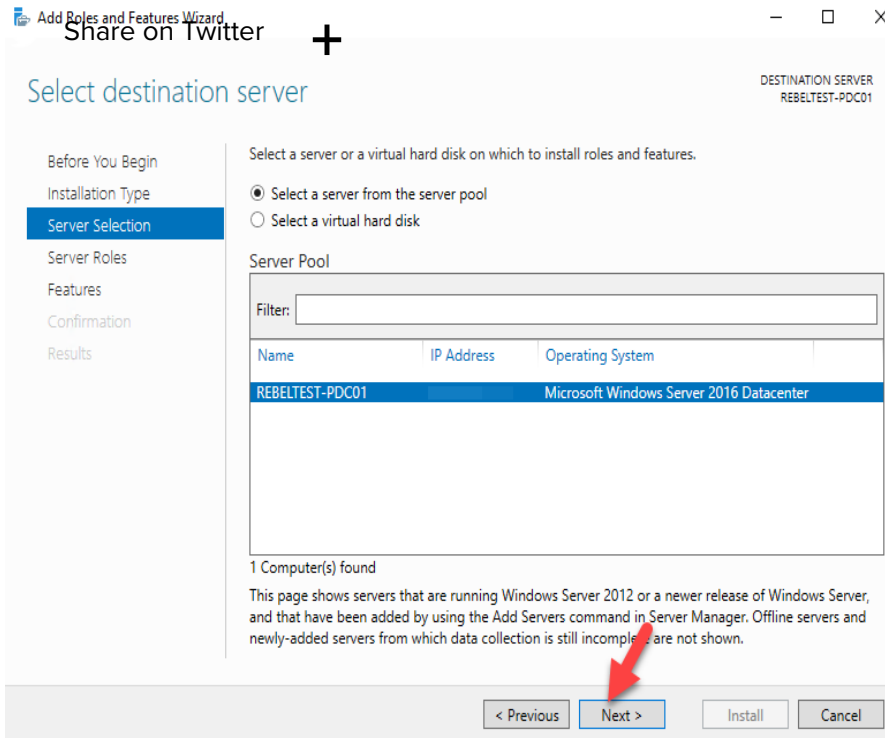 Add Roles and Features Wizard
Share on Twitter +
Select destination server
DESTINATION SERVER
REBELTEST-PDC01
Before You Begin
Installation Type
Server Selection
Server Roles
Features
Confirmation
Results
Select a server or a virtual hard disk on which to install roles and features.
Select a server from the server pool
Select a virtual hard disk
Server Pool
Filter:
Name IP Address Operating System
REBELTEST-PDC01 Microsoft Windows Server 2016 Datacenter
1 Computer(s) found
This page shows servers that are running Windows Server 2012 or a newer release of Windows Server,
and that have been added by using the Add Servers command in Server Manager. Offline servers and
newly-added servers from which data collection is still incomplete are not shown.
< Previous Next > Install Cancel